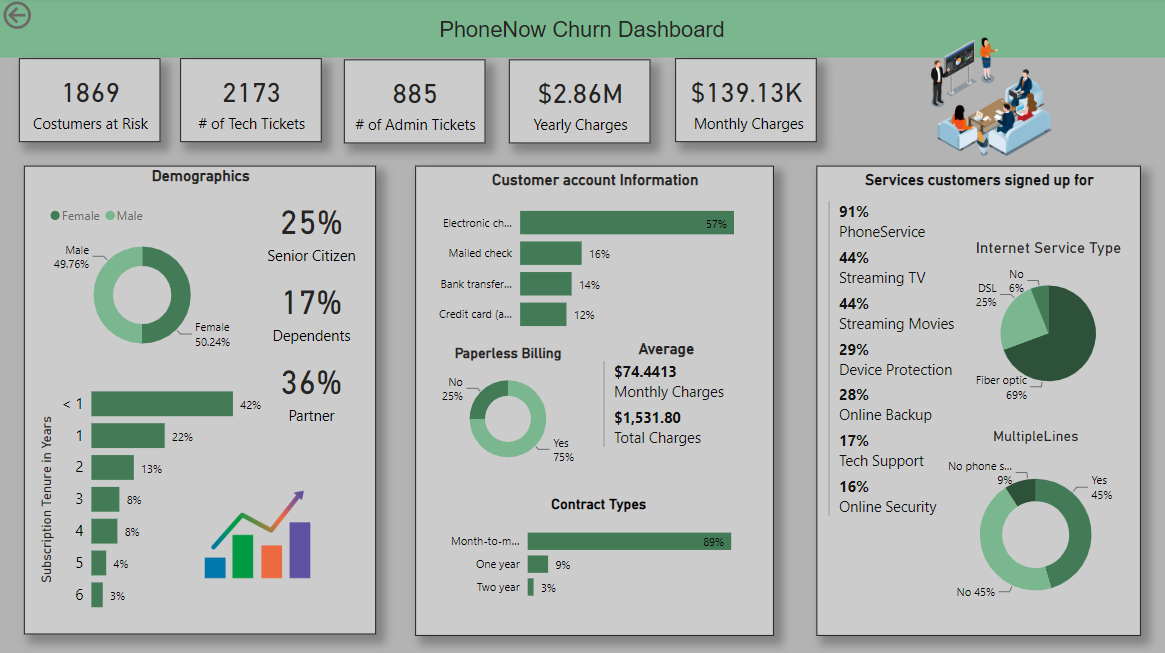 PhoneNow Churn Dashboard
1869
Costumers at Risk
2173
# of Tech Tickets
885
# of Admin Tickets
$2.86M
Yearly Charges
$139.13K
Monthly Charges
Demographics
Female Male
Male
49.76%
Female
50.24%
25%
Senior Citizen
17%
Dependents
36%
Partner
Subscription Tenure in Years
< 1 42%
1 22%
2 13%
3 8%
4 8%
5 4%
6 3%
Customer account Information
Electronic ch... 57%
Mailed check 16%
Bank transfer... 14%
Credit card (a... 12%
Paperless Billing
No
25%
Yes
75%
Average
$74.4413
Monthly Charges
$1,531.80
Total Charges
Contract Types
Month-to-m... 89%
One year 9%
Two year 3%
Services customers signed up for
91%
PhoneService
44%
Streaming TV
44%
Streaming Movies
29%
Device Protection
28%
Online Backup
17%
Tech Support
16%
Online Security
Internet Service Type
No
6%
DSL
25%
Fiber optic
69%
MultipleLines
No phone s...
9%
Yes
45%
No 45%